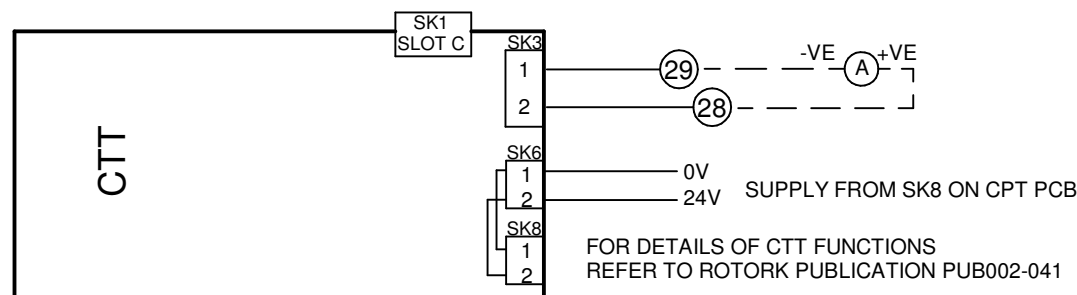 SK1
SLOT C
SK3
1
29
-VE
A
+VE
2
28
CTT
SK6
1
0V
2
24V
SUPPLY FROM SK8 ON CPT PCB
SK8
1
2
FOR DETAILS OF CTT FUNCTIONS
REFER TO ROTORK PUBLICATION PUB002-041